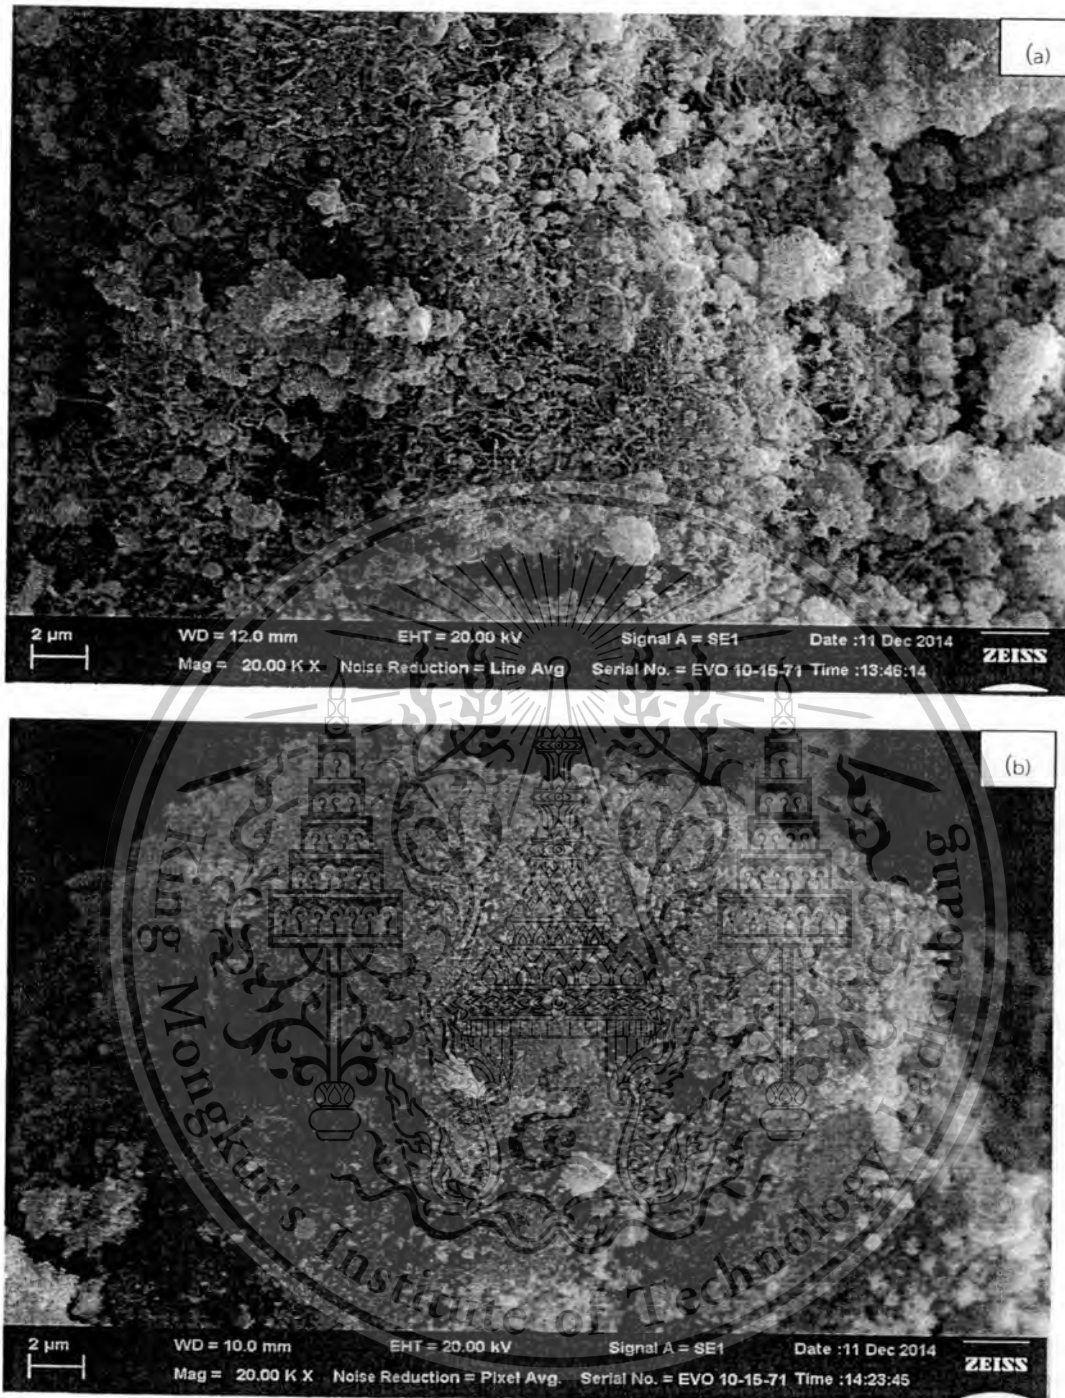 (a)
2 µm WD = 12.0 mm EHT = 20.00 kV Signal A = SE1 Date :11 Dec 2014 ZEISS
Mag = 20.00 K X Noise Reduction = Line Avg Serial No. = EVO 10-15-71 Time :13:46:14
(b)
King Mongkut's Institute of Technology Ladkrabang
2 µm WD = 10.0 mm EHT = 20.00 kV Signal A = SE1 Date :11 Dec 2014 ZEISS
Mag = 20.00 K X Noise Reduction = Pixel Avg. Serial No. = EVO 10-15-71 Time :14:23:45